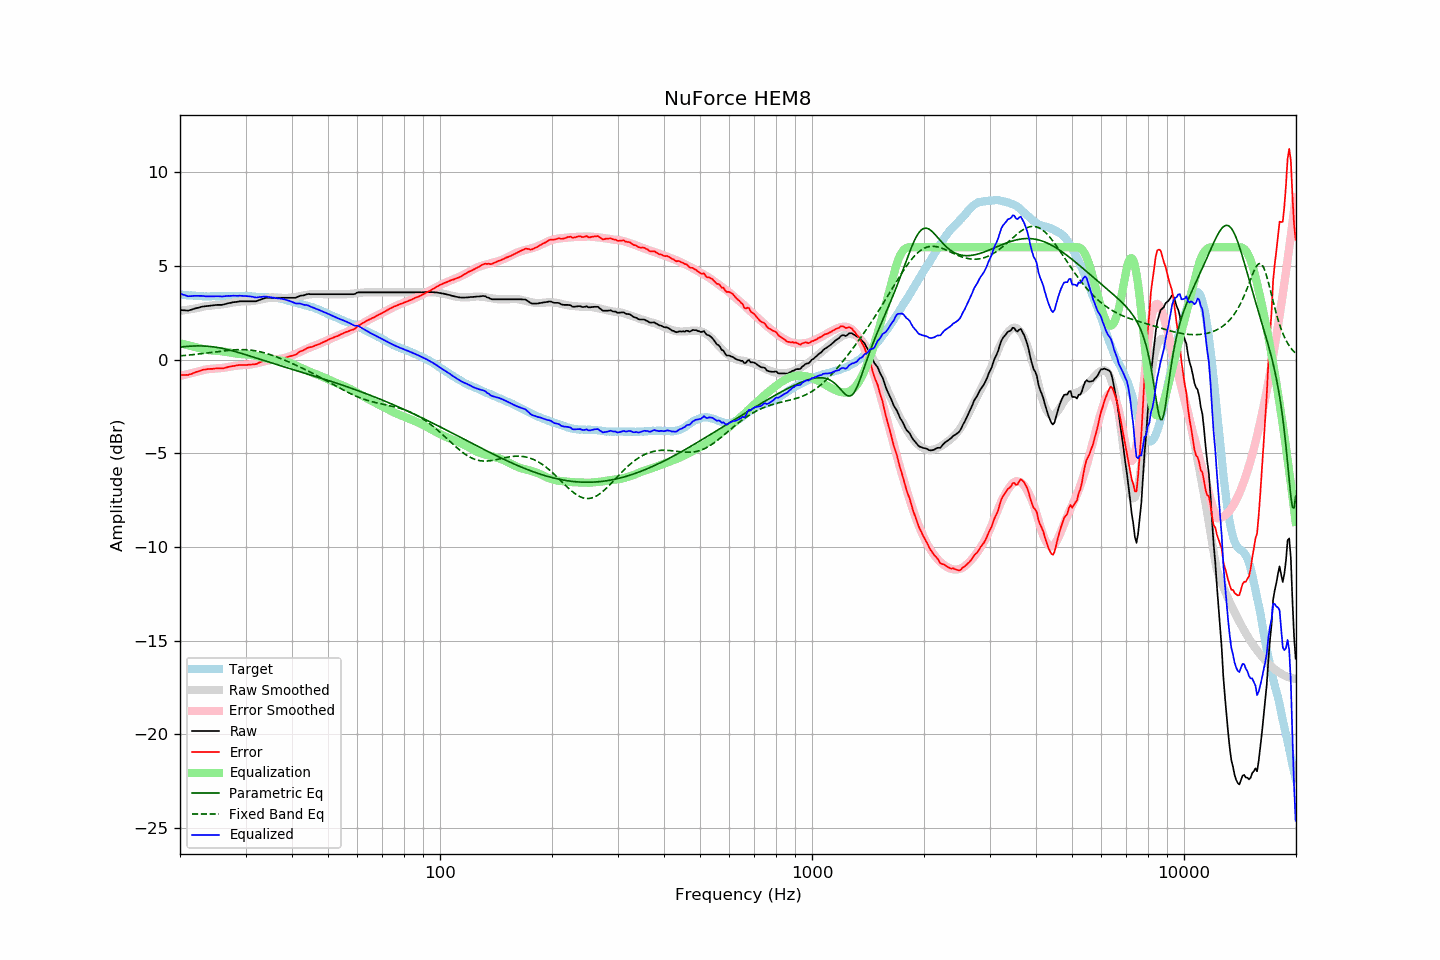 NuForce HEM8
Amplitude (dBr)
10
5
0
−5
−10
−15
−20
−25
Target
Raw Smoothed
Error Smoothed
Raw
Error
Equalization
Parametric Eq
Fixed Band Eq
Equalized
100
1000
10000
Frequency (Hz)